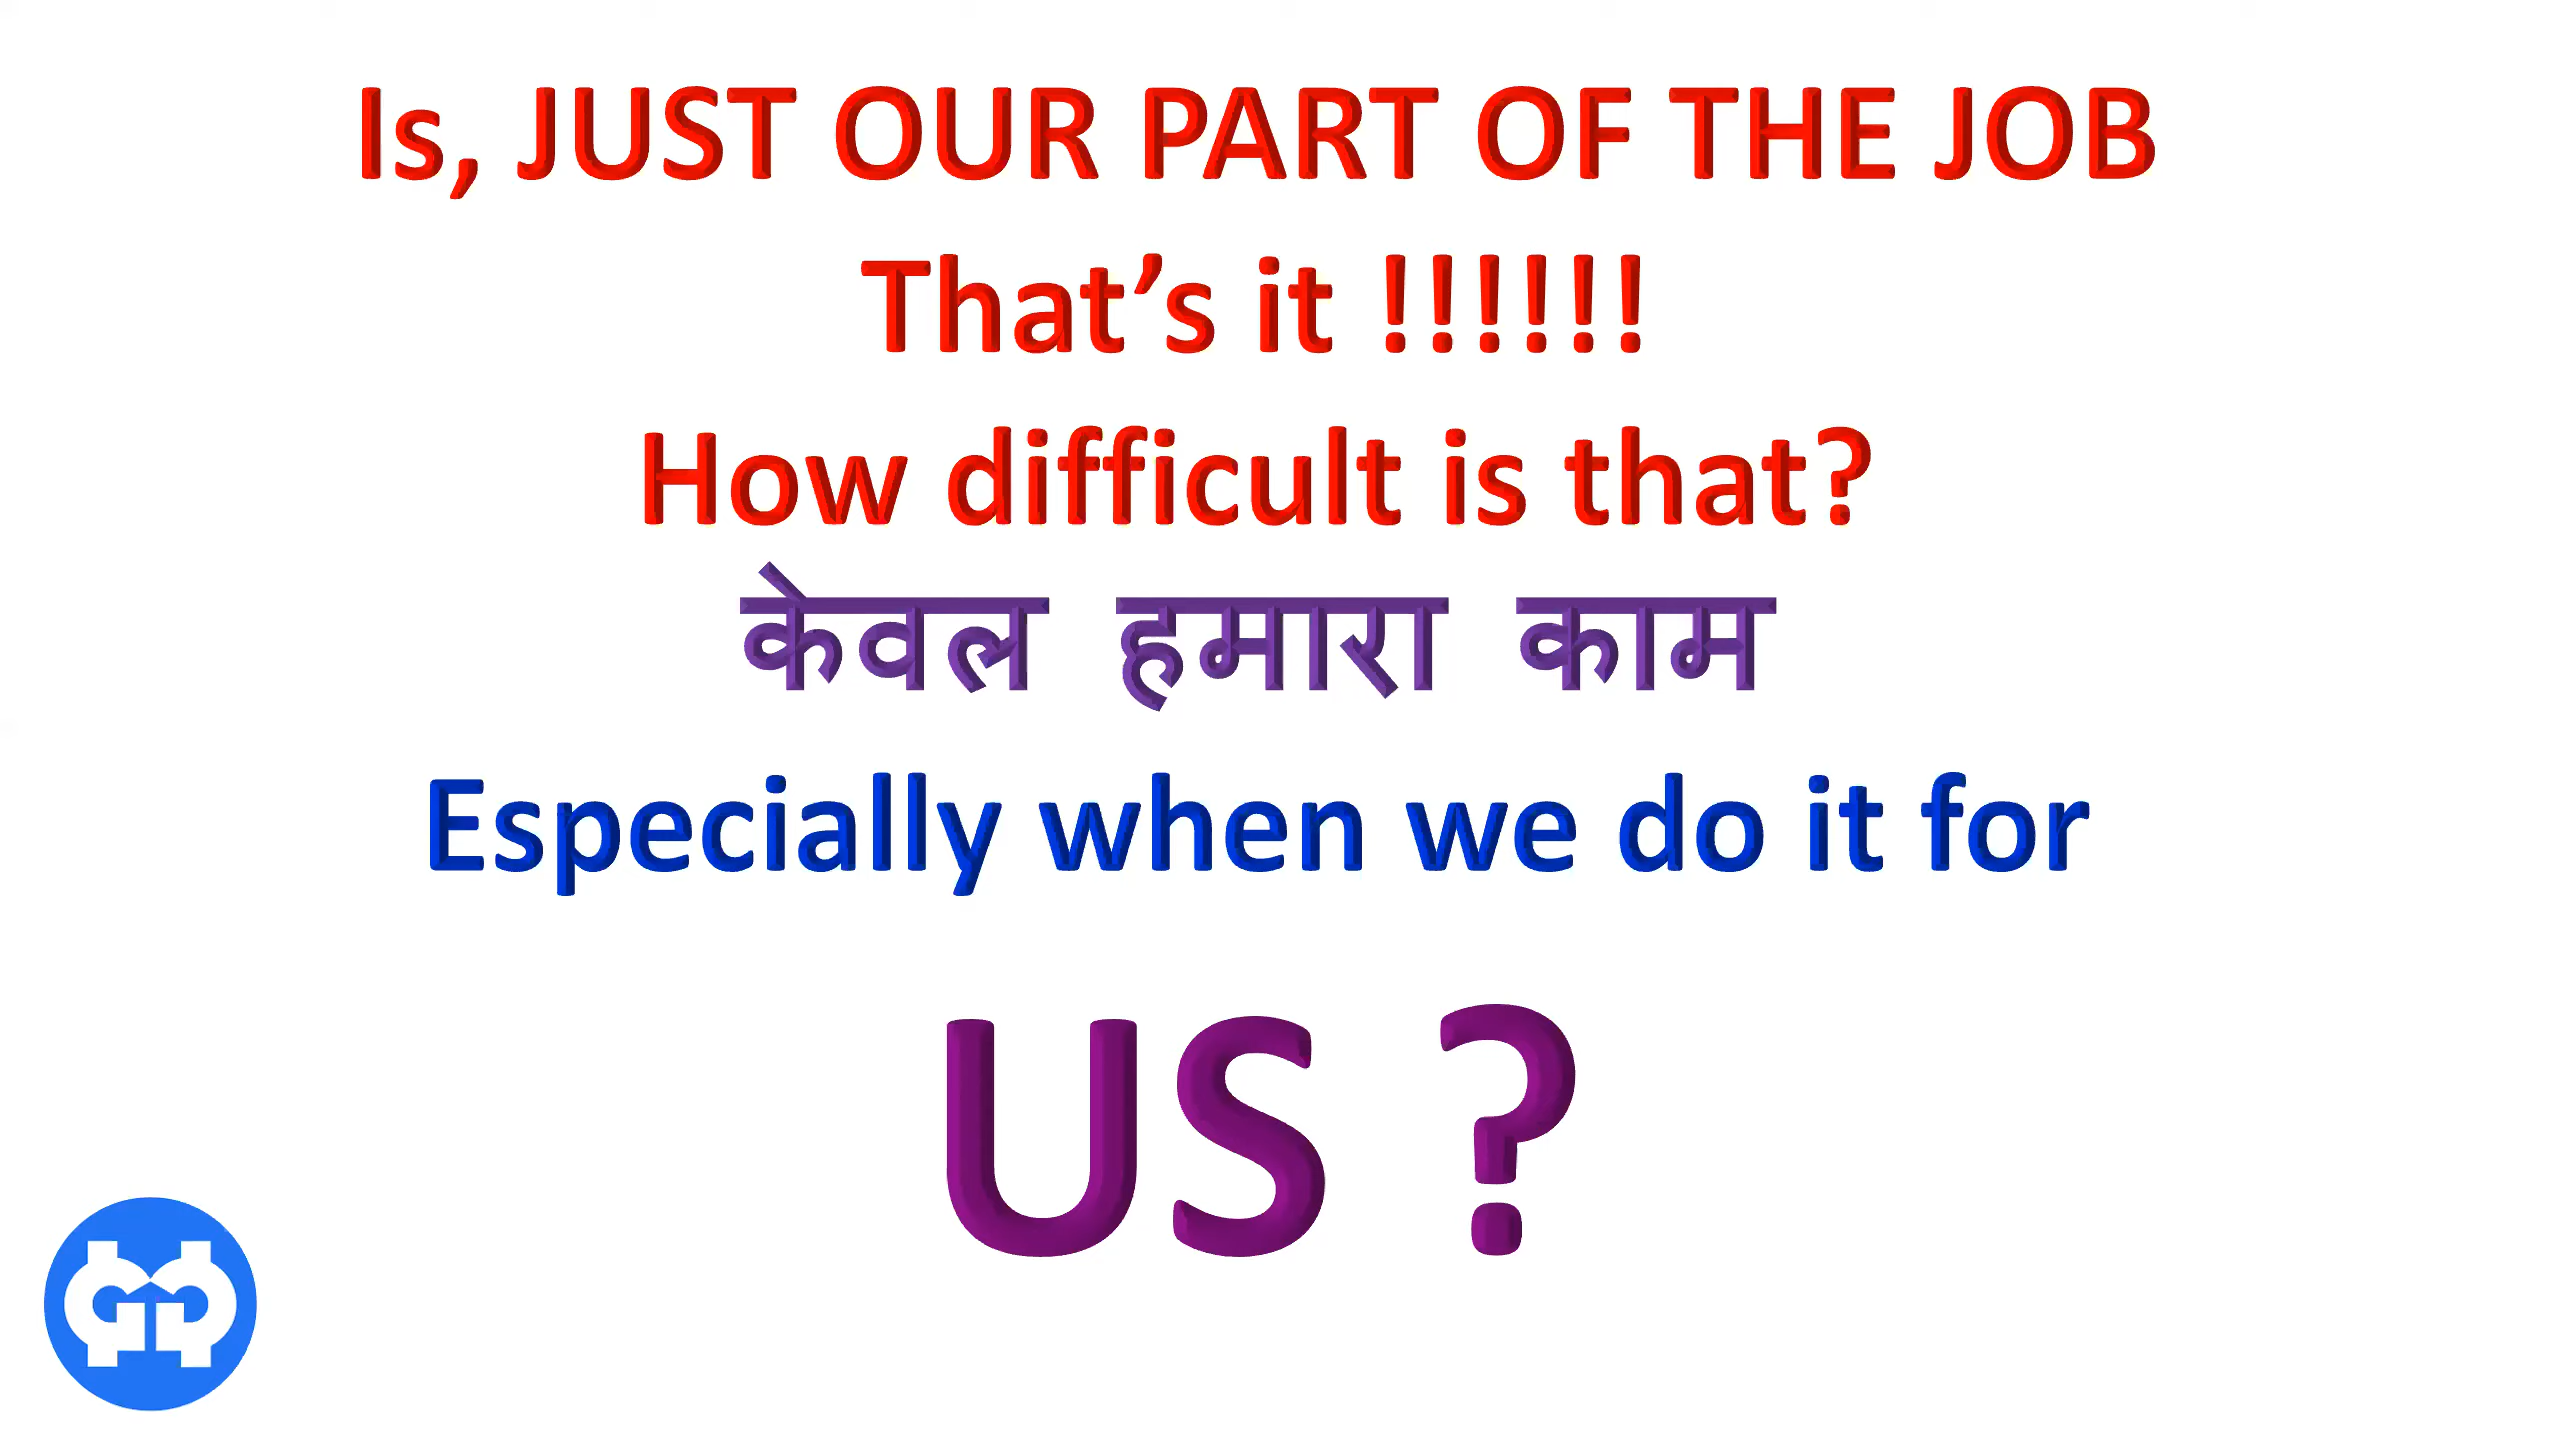 Is, JUST OUR PART OF THE JOB
That’s it !!!!!!
How difficult is that?
केवल हमारा काम
Especially when we do it for
US ?